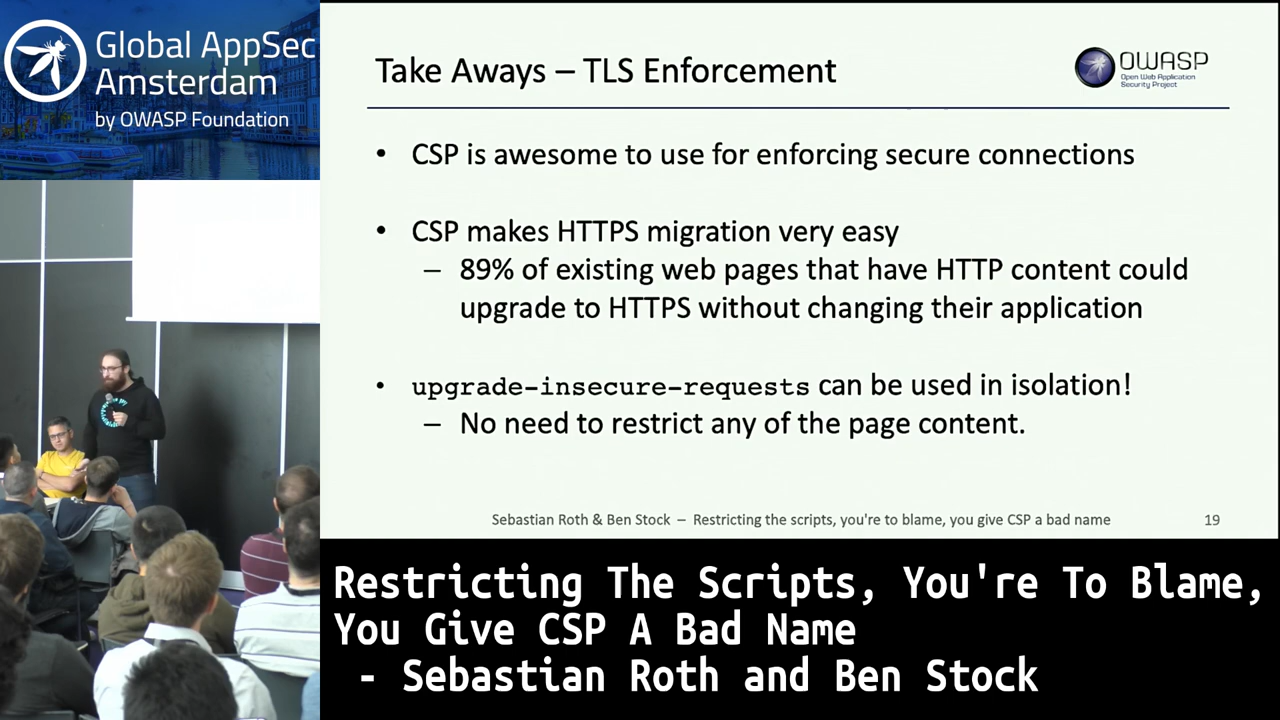 Global AppSec
Amsterdam
by OWASP Foundation
Take Aways – TLS Enforcement
OWASP
Open Web Application
Security Project
• CSP is awesome to use for enforcing secure connections
• CSP makes HTTPS migration very easy
– 89% of existing web pages that have HTTP content could
upgrade to HTTPS without changing their application
• upgrade-insecure-requests can be used in isolation!
– No need to restrict any of the page content.
Sebastian Roth & Ben Stock – Restricting the scripts, you're to blame, you give CSP a bad name
19
Restricting The Scripts, You're To Blame,
You Give CSP A Bad Name
- Sebastian Roth and Ben Stock